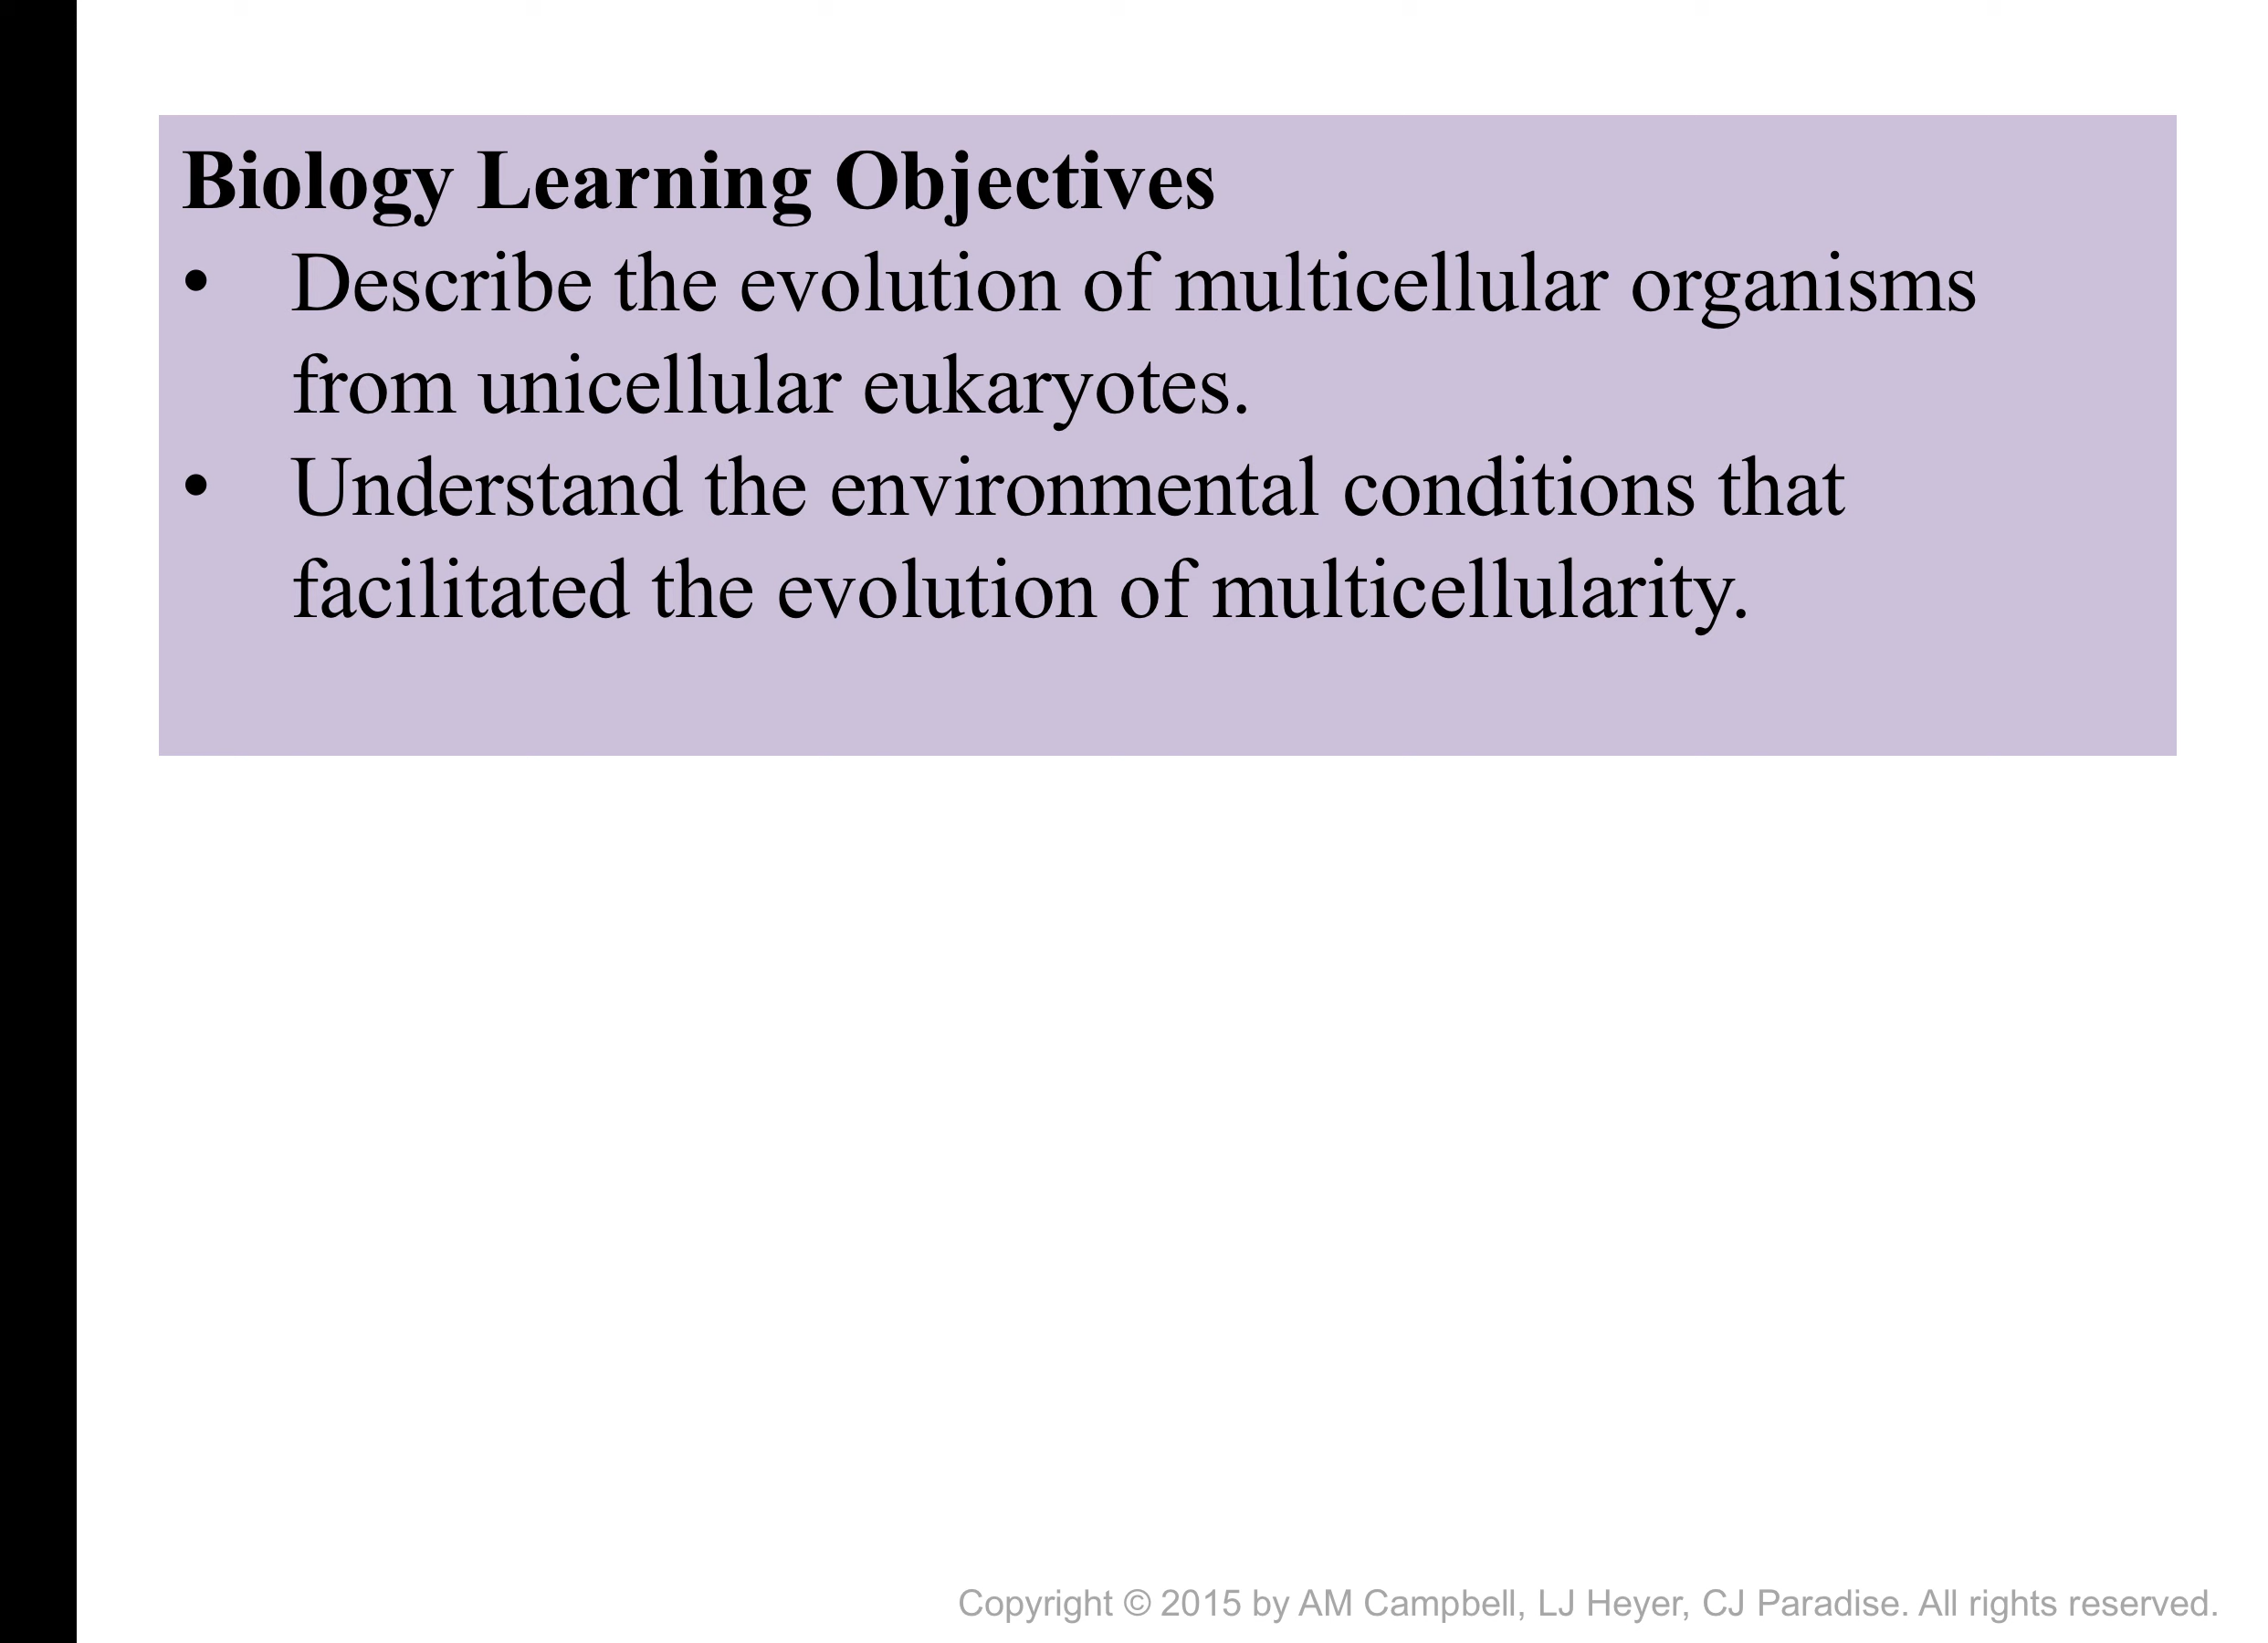 Biology Learning Objectives
• Describe the evolution of multicellular organisms
from unicellular eukaryotes.
• Understand the environmental conditions that
facilitated the evolution of multicellularity.
Copyright © 2015 by AM Campbell, LJ Heyer, CJ Paradise. All rights reserved.